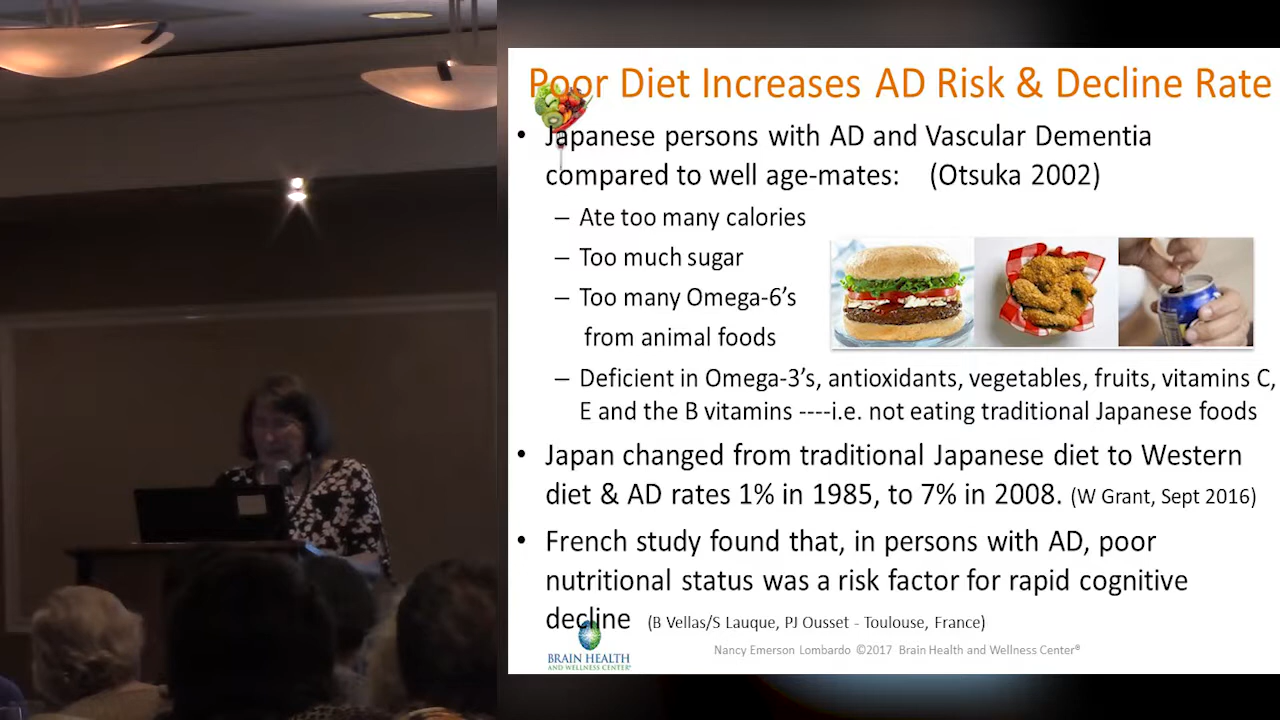 Poor Diet Increases AD Risk & Decline Rate
• Japanese persons with AD and Vascular Dementia
compared to well age-mates: (Otsuka 2002)
– Ate too many calories
– Too much sugar
– Too many Omega-6's
from animal foods
– Deficient in Omega-3's, antioxidants, vegetables, fruits, vitamins C,
E and the B vitamins ----i.e. not eating traditional Japanese foods
• Japan changed from traditional Japanese diet to Western
diet & AD rates 1% in 1985, to 7% in 2008. (W Grant, Sept 2016)
• French study found that, in persons with AD, poor
nutritional status was a risk factor for rapid cognitive
decline (B Vellas/S Lauque, PJ Ousset - Toulouse, France)
BRAIN HEALTH
AND WELLNESS CENTER®
Nancy Emerson Lombardo ©2017 Brain Health and Wellness Center®